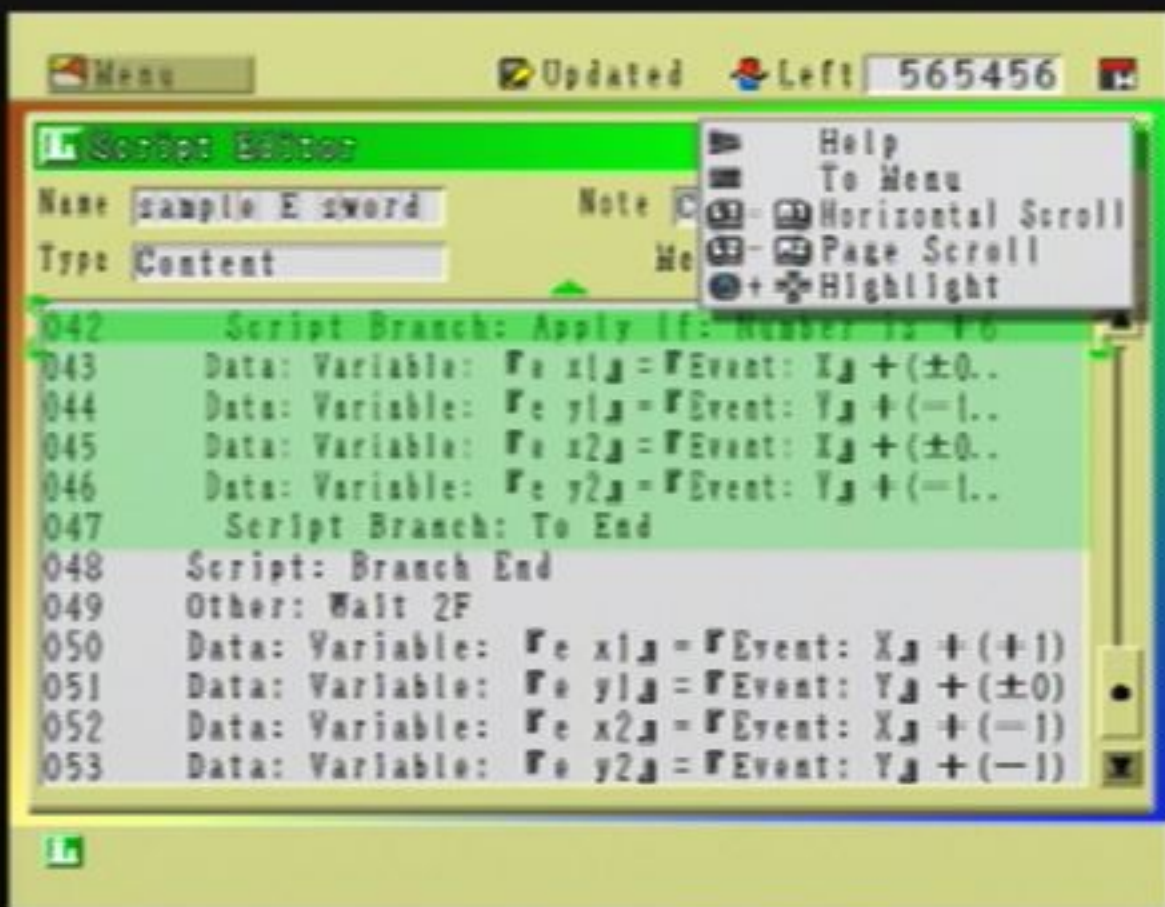 Menu Updated Left 565456
Script Editor
Name sample E sword Note C
Type Content Me
Help
To Menu
- Horizontal Scroll
- Page Scroll
+ Highlight
042 Script Branch: Apply if: Number is +6
043 Data: Variable: 『e x1』=『Event: X』+(±0..
044 Data: Variable: 『e y1』=『Event: Y』+(−1..
045 Data: Variable: 『e x2』=『Event: X』+(±0..
046 Data: Variable: 『e y2』=『Event: Y』+(−1..
047 Script Branch: To End
048 Script: Branch End
049 Other: Wait 2F
050 Data: Variable: 『e x1』=『Event: X』+(+1)
051 Data: Variable: 『e y1』=『Event: Y』+(±0)
052 Data: Variable: 『e x2』=『Event: X』+(−1)
053 Data: Variable: 『e y2』=『Event: Y』+(−1)
L